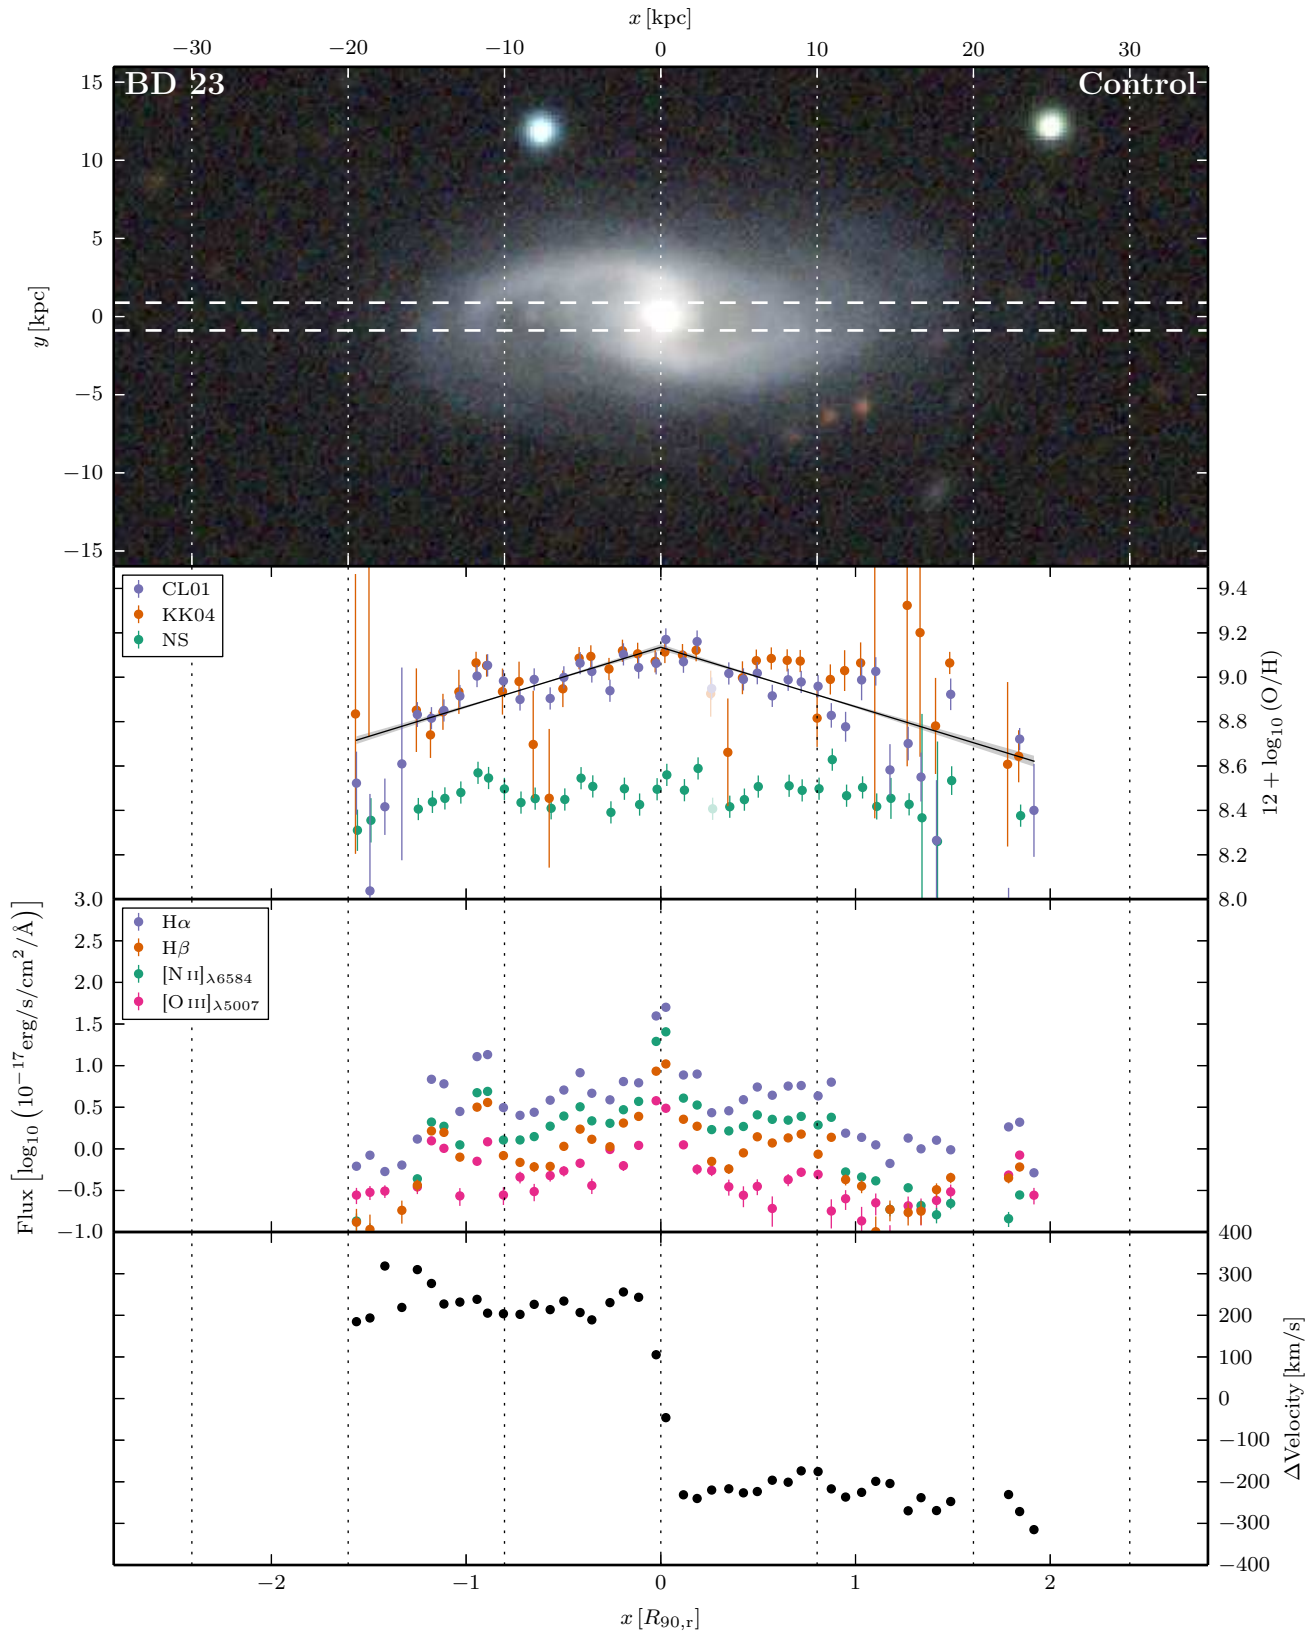 x [kpc]
−30 −20 −10 0 10 20 30
BD 23 Control
15
10
5
0
−5
−10
−15
y [kpc]
CL01
KK04
NS
9.4
9.2
9.0
8.8
8.6
8.4
8.2
8.0
12 + log₁₀ (O/H)
Hα
Hβ
[N II]λ6584
[O III]λ5007
3.0
2.5
2.0
1.5
1.0
0.5
0.0
−0.5
−1.0
Flux [log₁₀ (10⁻¹⁷erg/s/cm²/Å)]
400
300
200
100
0
−100
−200
−300
−400
ΔVelocity [km/s]
−2 −1 0 1 2
x [R₉₀,ᵣ]